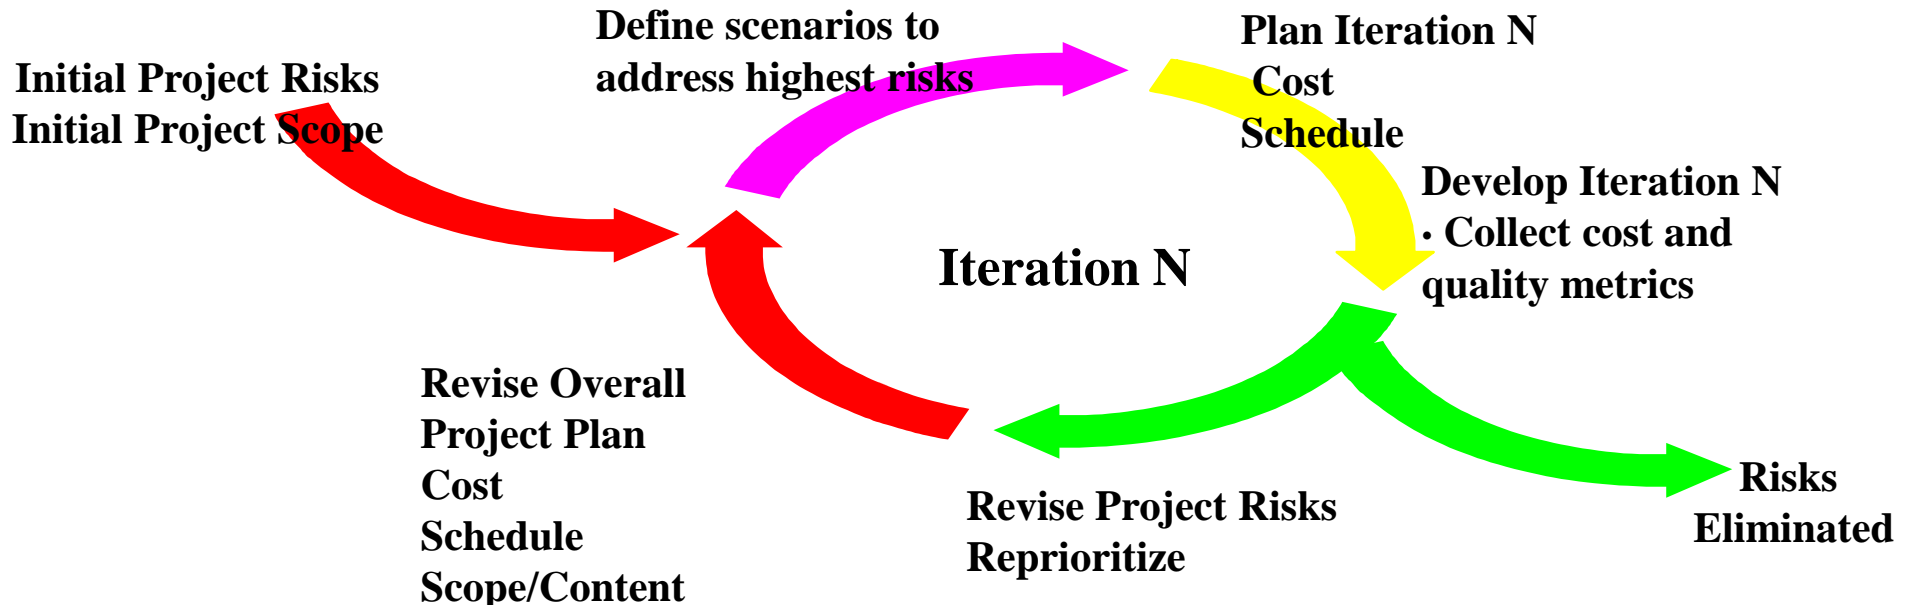 Initial Project Risks
Initial Project Scope
Define scenarios to
address highest risks
Plan Iteration N
Cost
Schedule
Develop Iteration N
· Collect cost and
quality metrics
Iteration N
Revise Overall
Project Plan
Cost
Schedule
Scope/Content
Revise Project Risks
Reprioritize
Risks
Eliminated